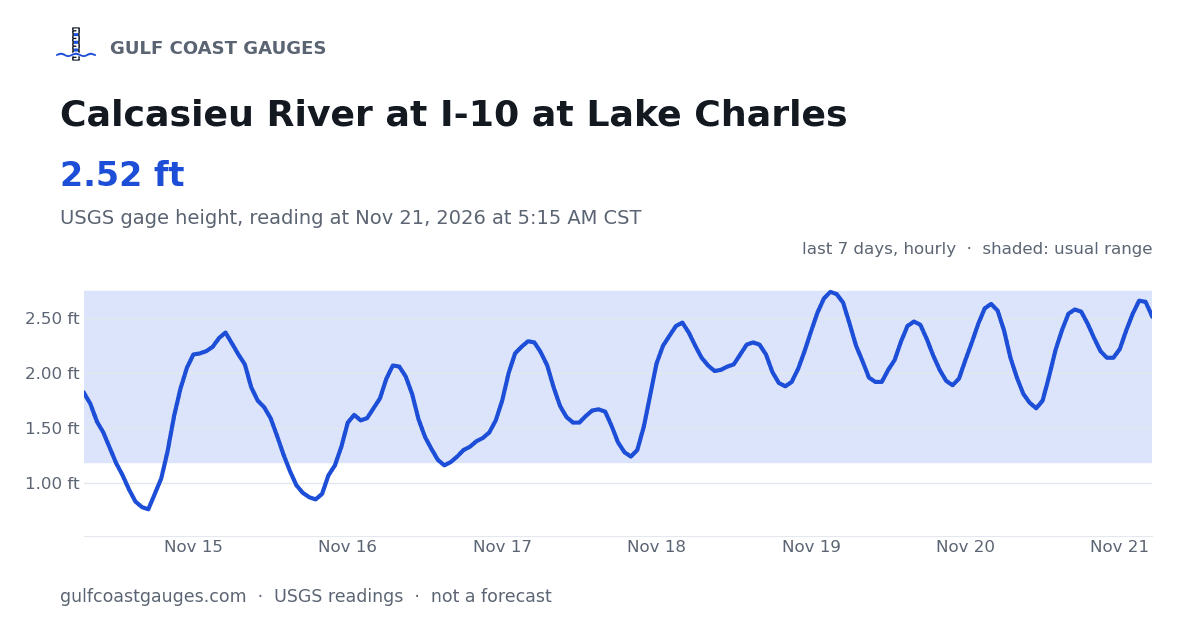 GULF COAST GAUGES
Calcasieu River at I-10 at Lake Charles
2.52 ft
USGS gage height, reading at Nov 21, 2026 at 5:15 AM CST
last 7 days, hourly · shaded: usual range
2.50 ft
2.00 ft
1.50 ft
1.00 ft
Nov 15 Nov 16 Nov 17 Nov 18 Nov 19 Nov 20 Nov 21
gulfcoastgauges.com · USGS readings · not a forecast